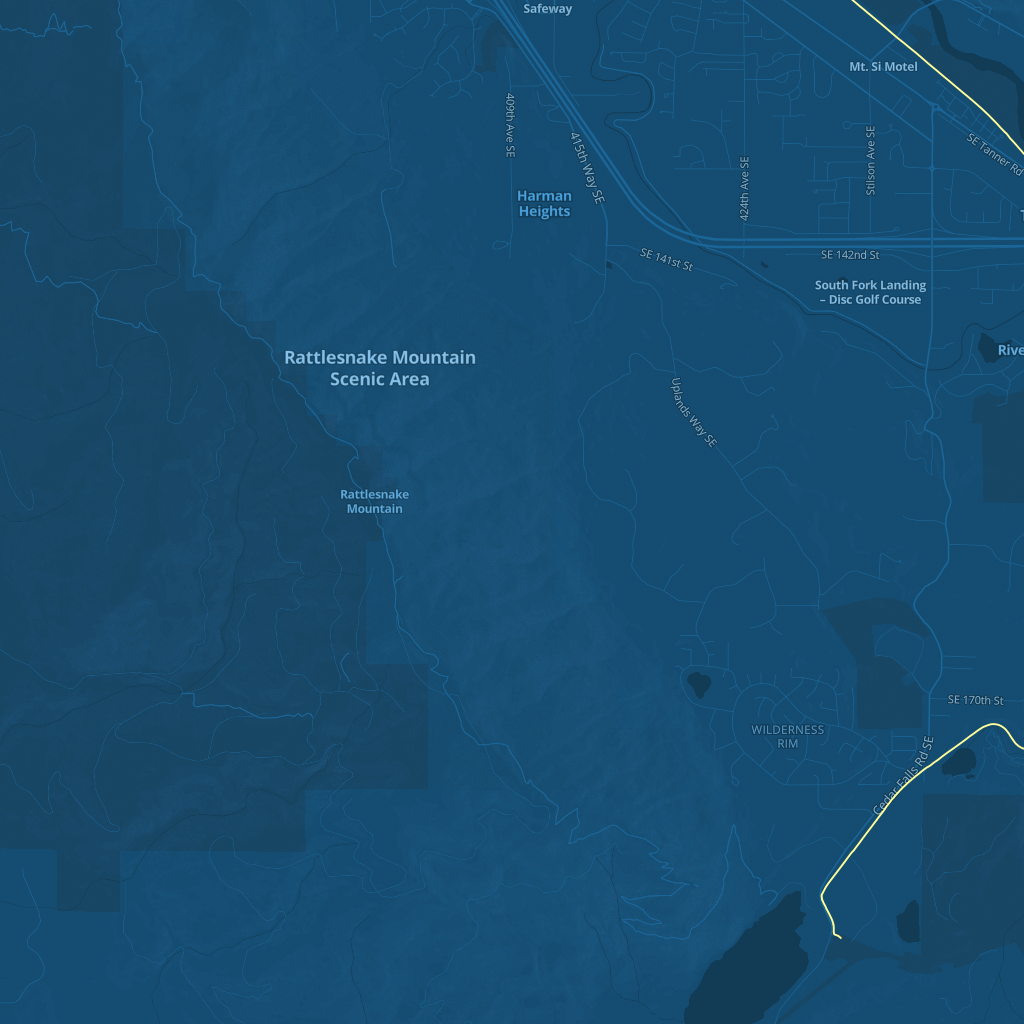 Safeway
Mt. Si Motel
409th Ave SE
415th Way SE
424th Ave SE
Stilson Ave SE
SE Tanner Rd
Harman
Heights
T
SE 141st St
SE 142nd St
South Fork Landing
– Disc Golf Course
Rive
Rattlesnake Mountain
Scenic Area
Uplands Way SE
Rattlesnake
Mountain
SE 170th St
WILDERNESS
RIM
Cedar Falls Rd SE